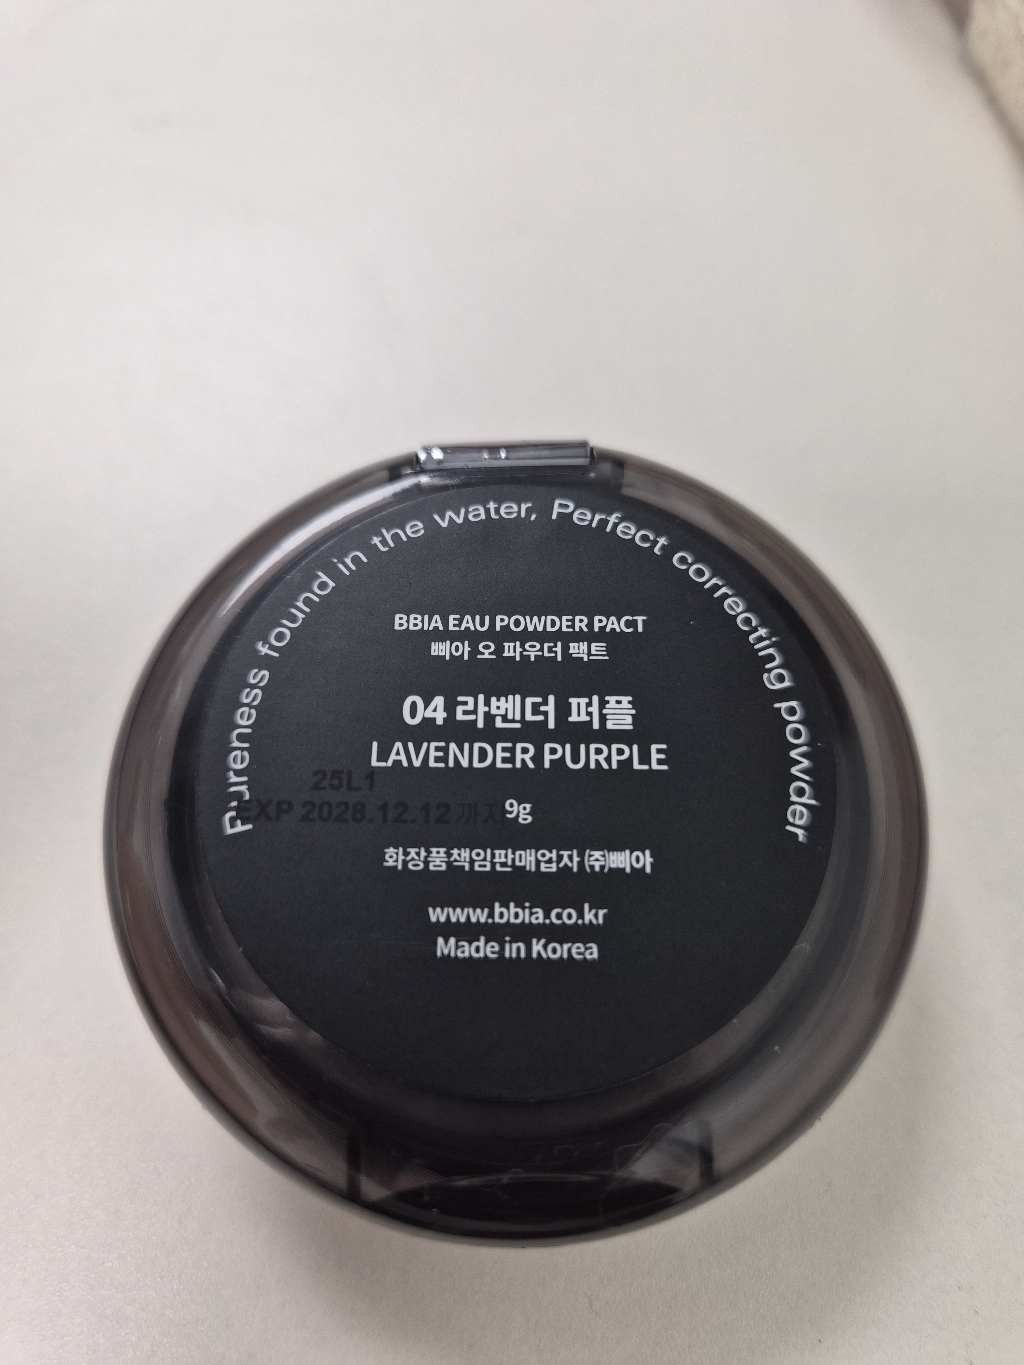 Pureness found in the water, Perfect correcting powder
BBIA EAU POWDER PACT
삐아 오 파우더 팩트
04 라벤더 퍼플
LAVENDER PURPLE
25L1
EXP 2028.12.12 까지
9g
화장품책임판매업자 ㈜삐아
www.bbia.co.kr
Made in Korea